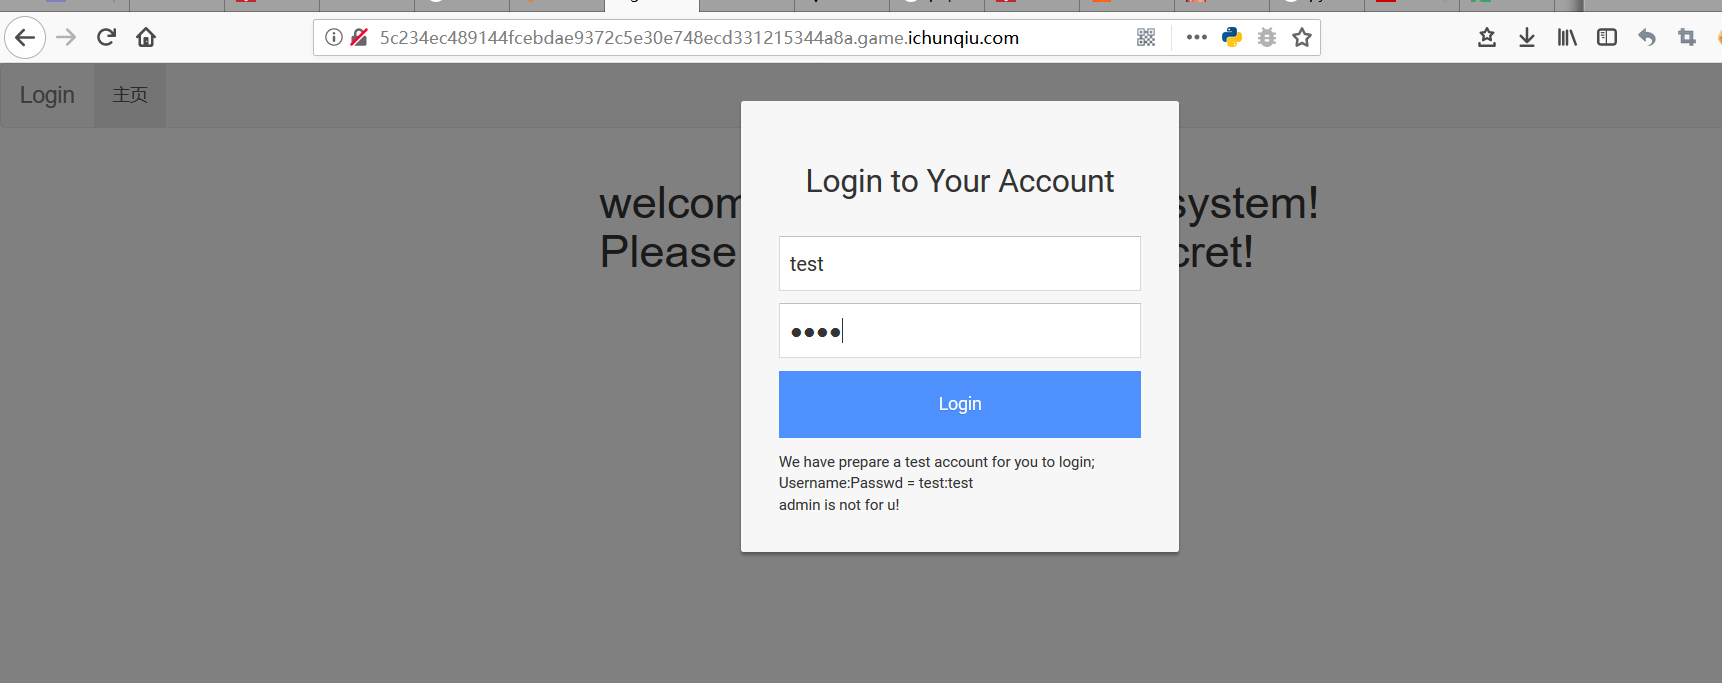 5c234ec489144fcebdae9372c5e30e748ecd331215344a8a.game.ichunqiu.com
Login 主页
Login to Your Account
welcom system!
Please cret!
test
Login
We have prepare a test account for you to login;
Username:Passwd = test:test
admin is not for u!